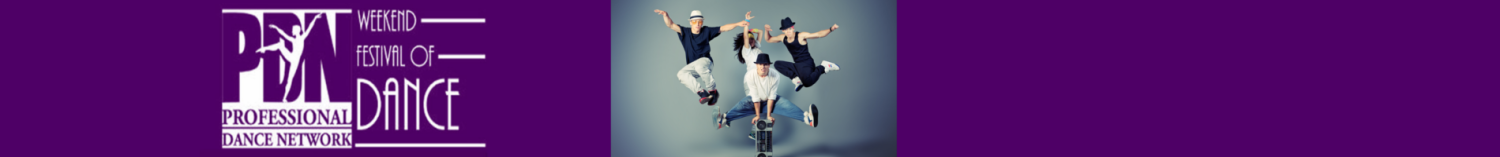 PDN
PROFESSIONAL
DANCE NETWORK
WEEKEND
FESTIVAL OF
DANCE